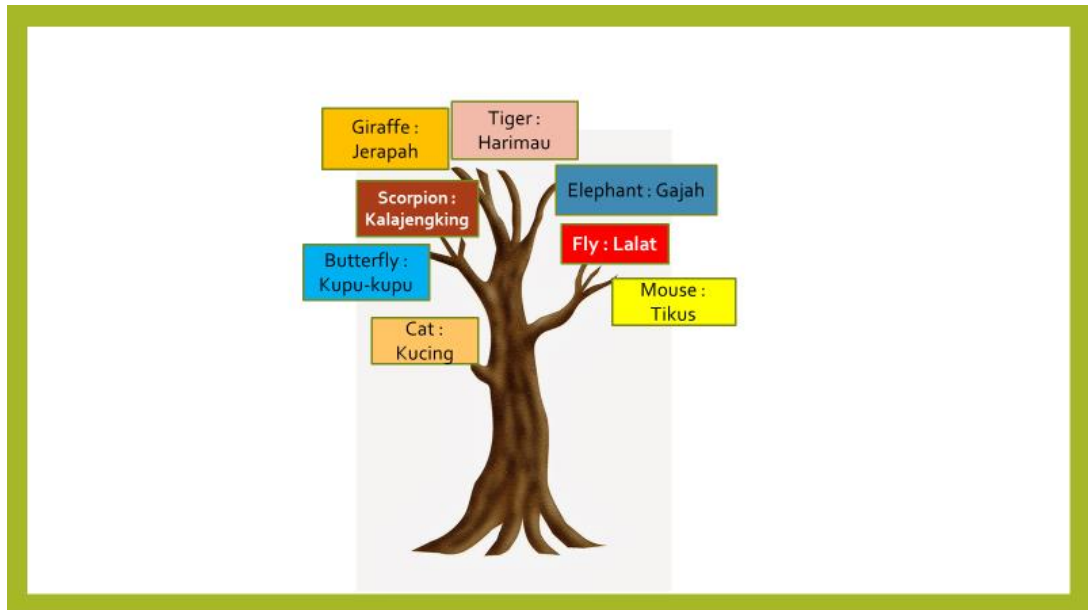 Giraffe :
Jerapah
Tiger :
Harimau
Scorpion :
Kalajengking
Elephant : Gajah
Butterfly :
Kupu-kupu
Fly : Lalat
Mouse :
Tikus
Cat :
Kucing